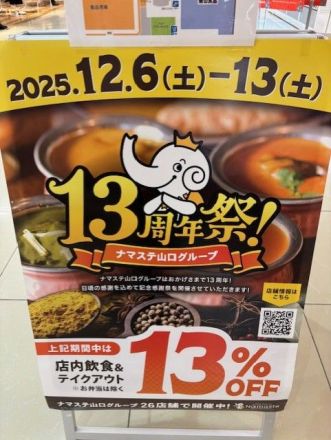 2025.12.6(土)-13(土)
13周年祭!
ナマステ山口グループ
ナマステ山口グループはおかげさまで13周年!
日頃の感謝を込めて記念感謝祭を開催させていただきます!
店舗情報は
こちら
上記期間中は
店内飲食&
テイクアウト
※お弁当は除く
13%
OFF
ナマステ山口グループ 26店舗で開催中!
Namaste